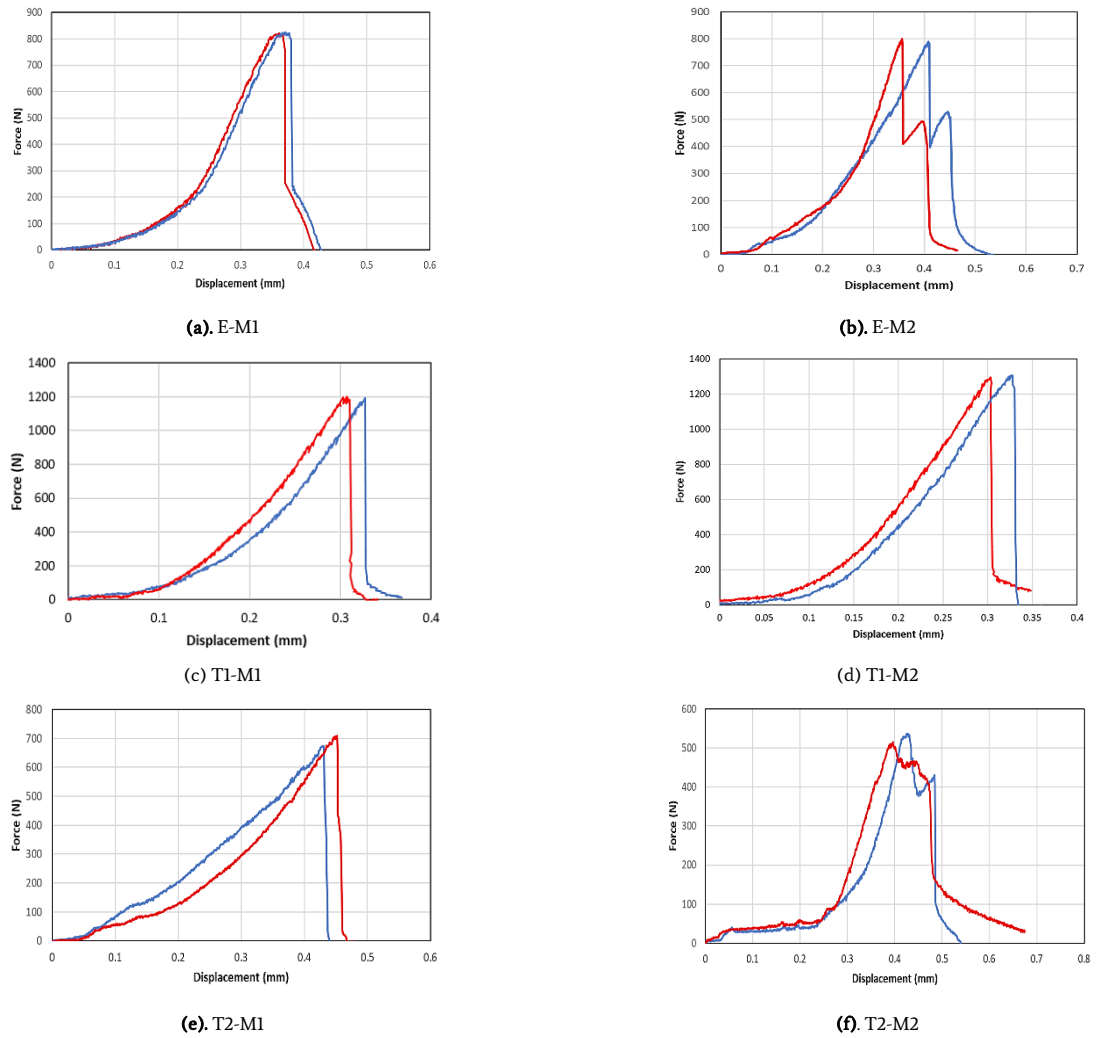 900
800
700
600
500
400
300
200
100
0
Force (N)
0 0.1 0.2 0.3 0.4 0.5 0.6
Displacement (mm)
(a). E-M1
900
800
700
600
500
400
300
200
100
0
Force (N)
0 0.1 0.2 0.3 0.4 0.5 0.6 0.7
Displacement (mm)
(b). E-M2
1400
1200
1000
800
600
400
200
0
Force (N)
0 0.1 0.2 0.3 0.4
Displacement (mm)
(c) T1-M1
1400
1200
1000
800
600
400
200
0
Force (N)
0 0.05 0.1 0.15 0.2 0.25 0.3 0.35 0.4
Displacement (mm)
(d) T1-M2
800
700
600
500
400
300
200
100
0
Force (N)
0 0.1 0.2 0.3 0.4 0.5 0.6
Displacement (mm)
(e). T2-M1
600
500
400
300
200
100
0
Force (N)
0 0.1 0.2 0.3 0.4 0.5 0.6 0.7 0.8
Displacement (mm)
(f). T2-M2